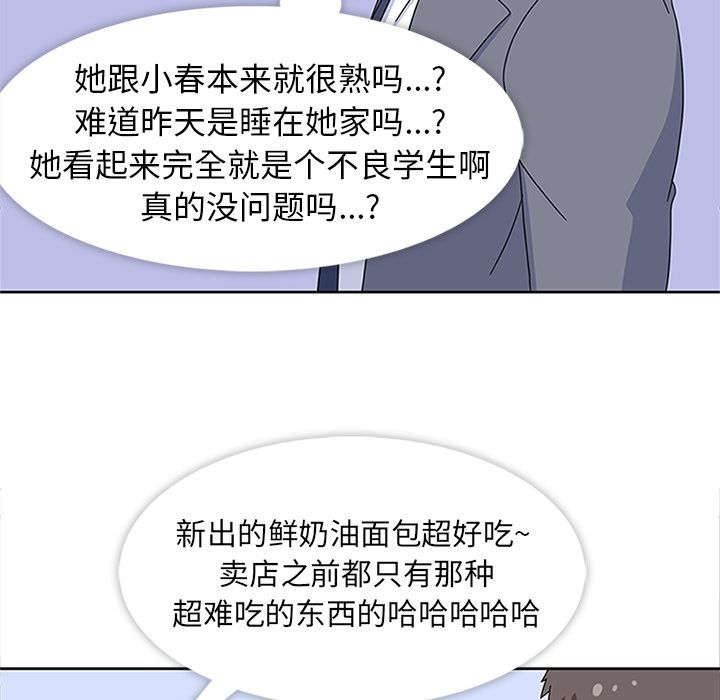 她跟小春本来就很熟吗...?
难道昨天是睡在她家吗...?
她看起来完全就是个不良学生啊
真的没问题吗...?
新出的鲜奶油面包超好吃~
卖店之前都只有那种
超难吃的东西的哈哈哈哈哈